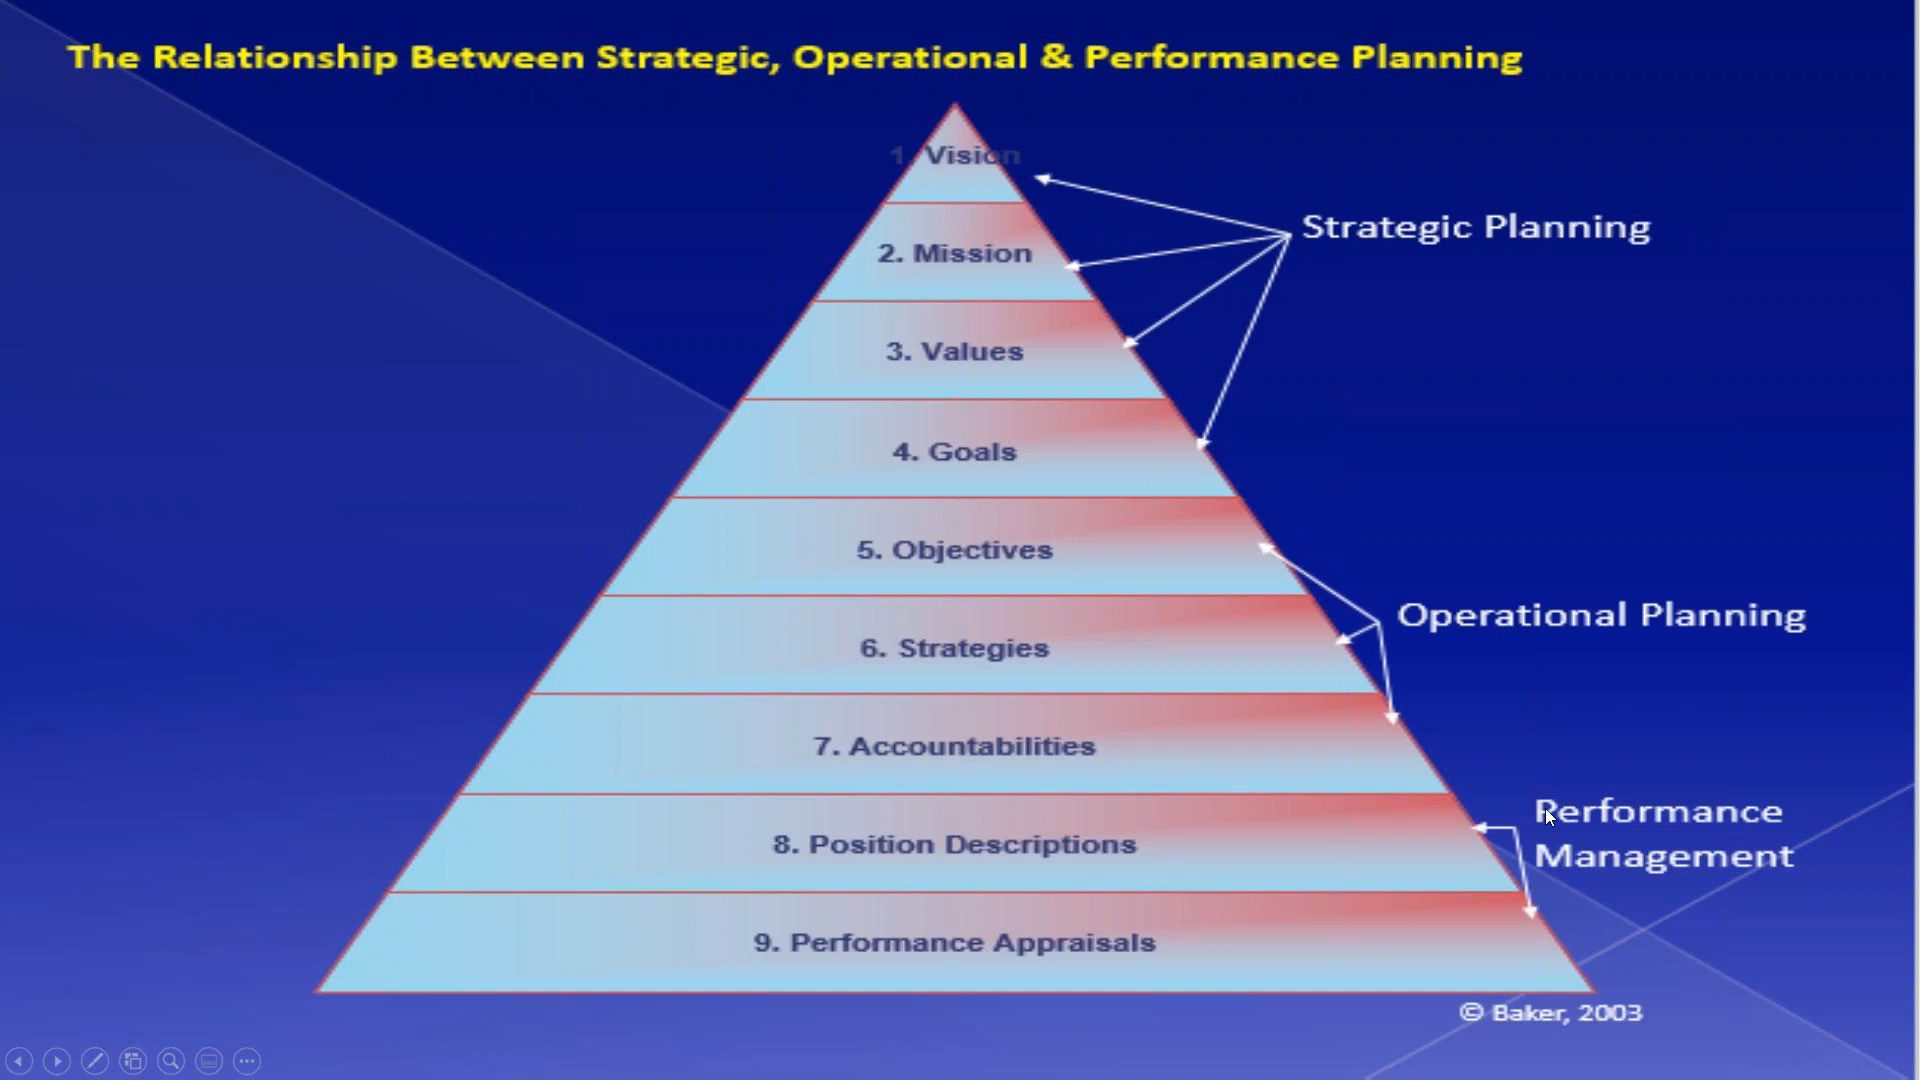 The Relationship Between Strategic, Operational & Performance Planning
1. Vision
2. Mission
3. Values
4. Goals
5. Objectives
6. Strategies
7. Accountabilities
8. Position Descriptions
9. Performance Appraisals
Strategic Planning
Operational Planning
Performance
Management
© Baker, 2003